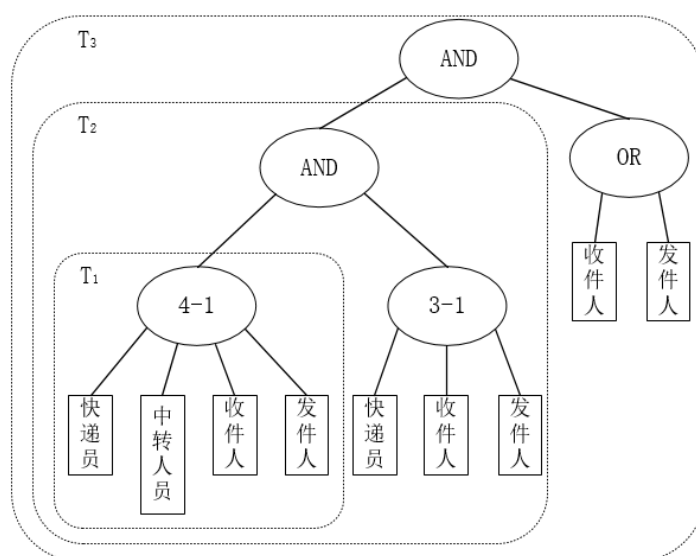 T3
AND
T2
AND
OR
收件人
发件人
T1
4-1
3-1
快递员
中转人员
收件人
发件人
快递员
收件人
发件人